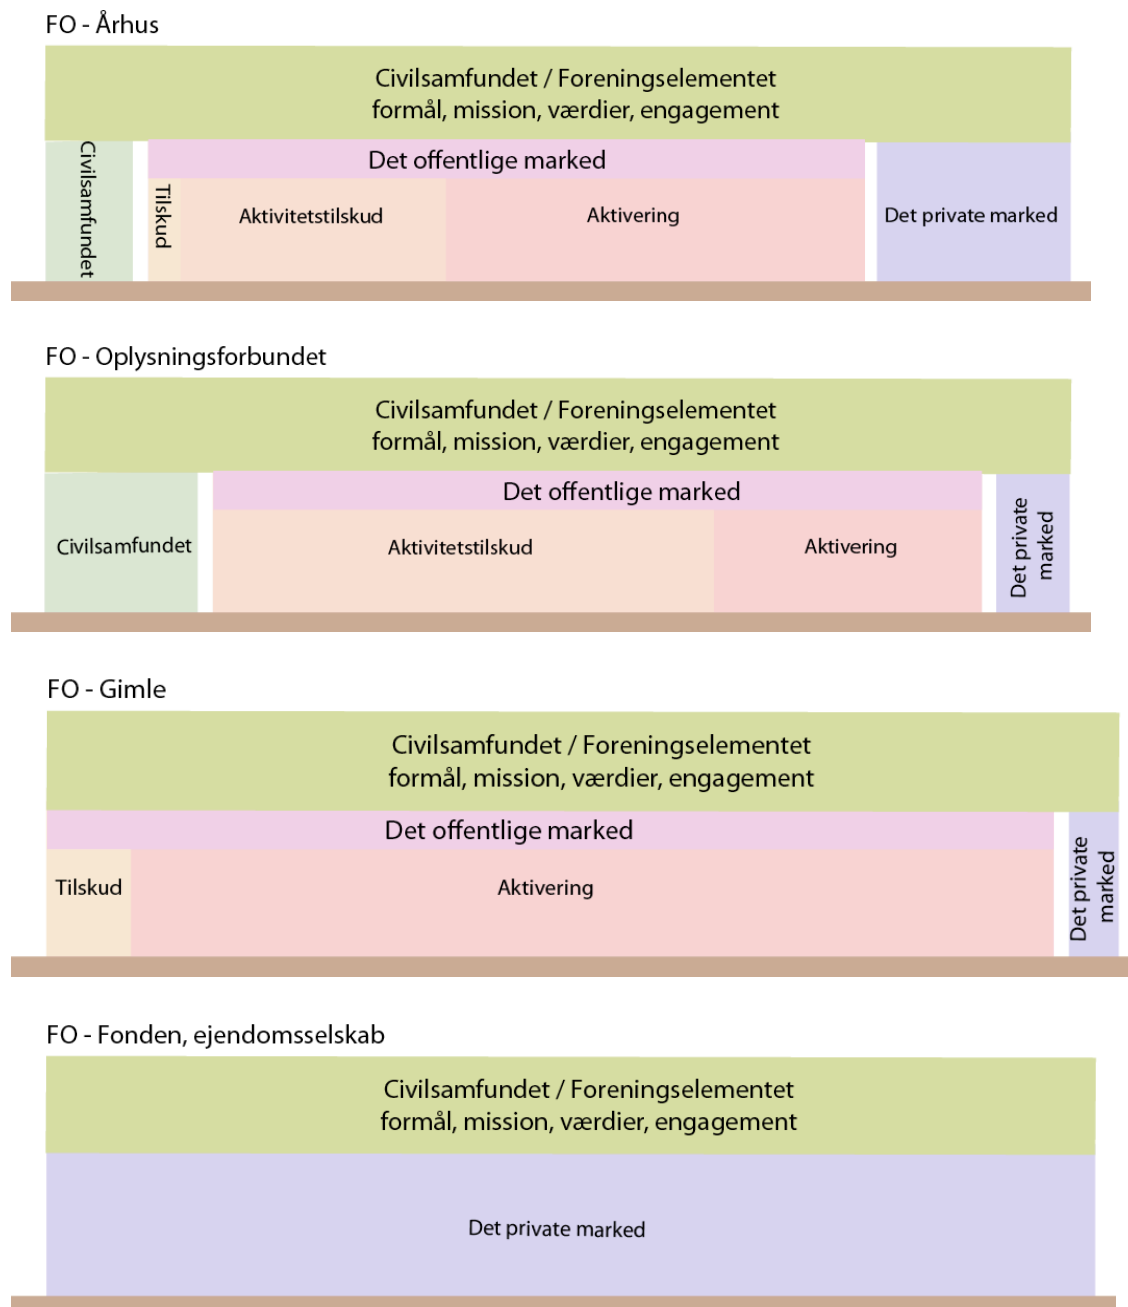 FO - Århus
Civilsamfundet / Foreningselementet
formål, mission, værdier, engagement
Civilsamfundet
Det offentlige marked
Tilskud
Aktivitetstilskud
Aktivering
Det private marked
FO - Oplysningsforbundet
Civilsamfundet / Foreningselementet
formål, mission, værdier, engagement
Civilsamfundet
Det offentlige marked
Aktivitetstilskud
Aktivering
Det private
marked
FO - Gimle
Civilsamfundet / Foreningselementet
formål, mission, værdier, engagement
Det offentlige marked
Tilskud
Aktivering
Det private
marked
FO - Fonden, ejendomsselskab
Civilsamfundet / Foreningselementet
formål, mission, værdier, engagement
Det private marked